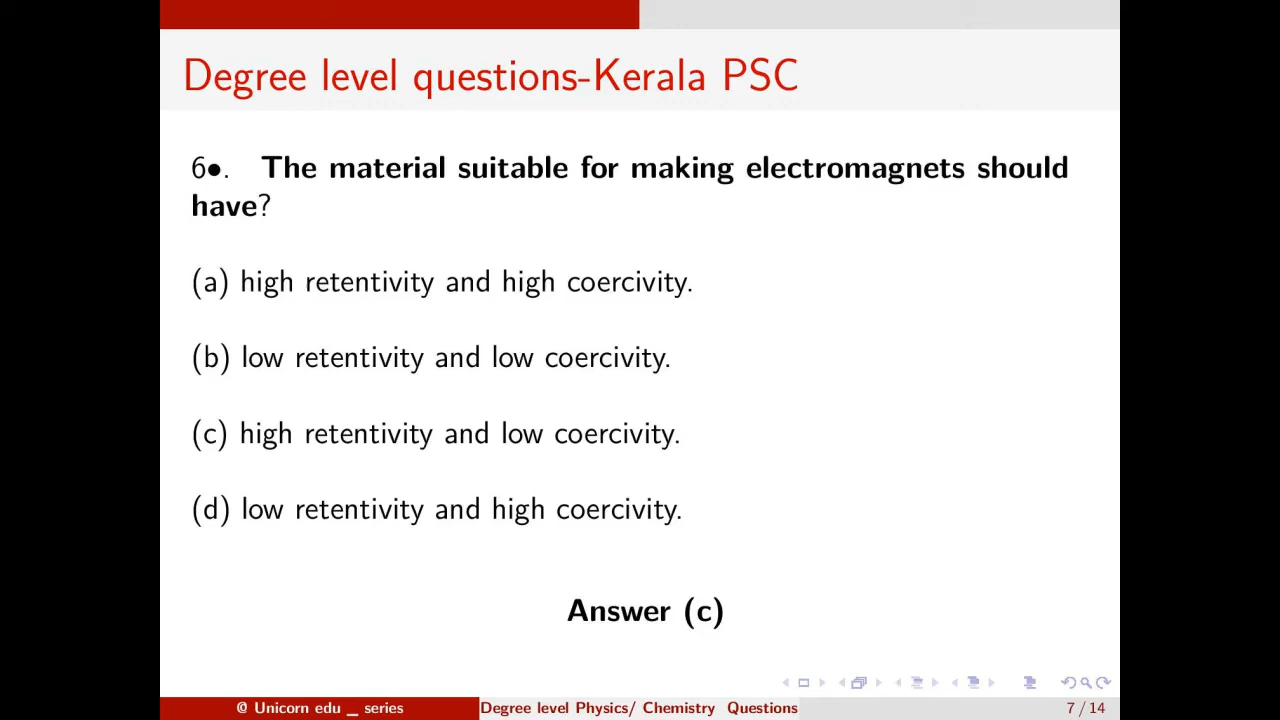 Degree level questions-Kerala PSC
6•. The material suitable for making electromagnets should
have?
(a) high retentivity and high coercivity.
(b) low retentivity and low coercivity.
(c) high retentivity and low coercivity.
(d) low retentivity and high coercivity.
Answer (c)
@ Unicorn edu _ series
Degree level Physics/ Chemistry Questions
7 / 14